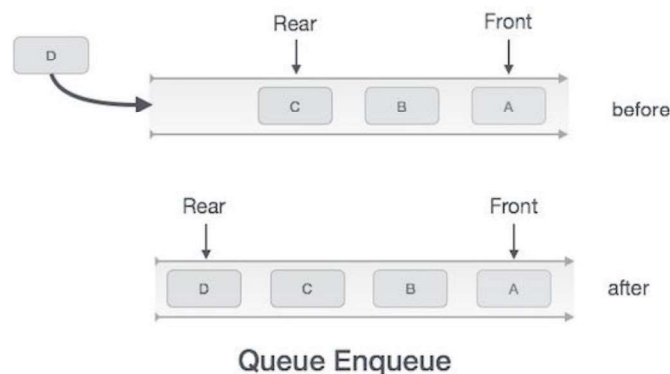 Rear Front
D
C B A
before
Rear Front
D C B A
after
Queue Enqueue